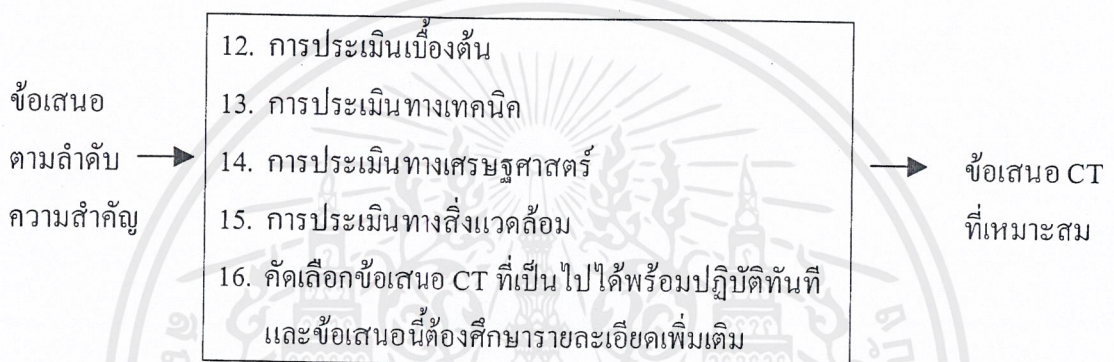 ข้อเสนอ
ตามลำดับ
ความสำคัญ
12. การประเมินเบื้องต้น
13. การประเมินทางเทคนิค
14. การประเมินทางเศรษฐศาสตร์
15. การประเมินทางสิ่งแวดล้อม
16. คัดเลือกข้อเสนอ CT ที่เป็นไปได้พร้อมปฏิบัติทันที
และข้อเสนอนี้ต้องศึกษารายละเอียดเพิ่มเติม
ข้อเสนอ CT
ที่เหมาะสม